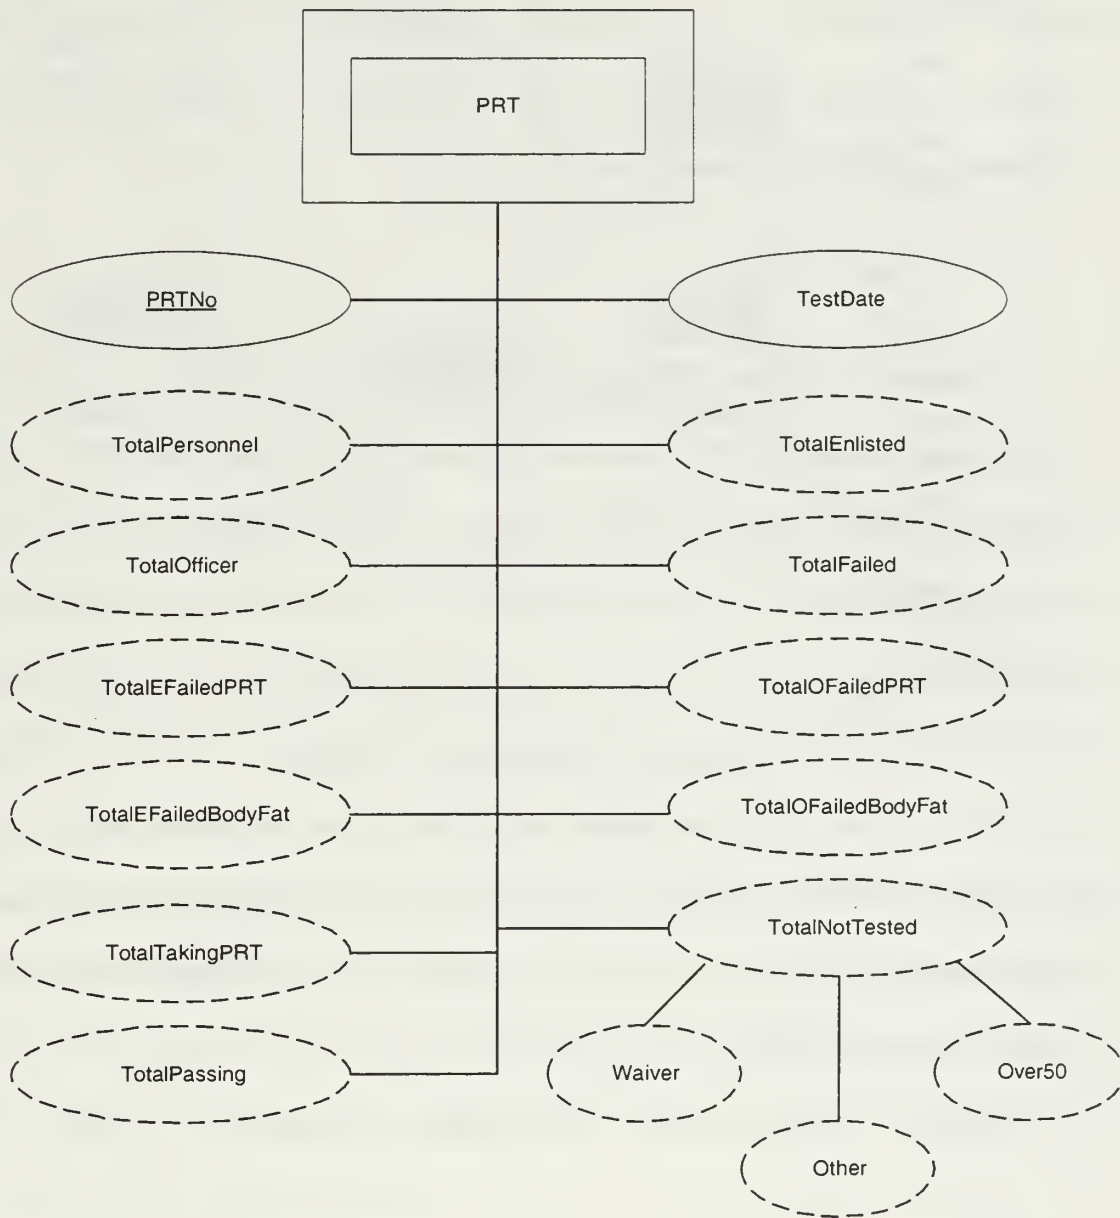 PRT
PRTNo
TestDate
TotalPersonnel
TotalEnlisted
TotalOfficer
TotalFailed
TotalEFailedPRT
TotalOFailedPRT
TotalEFailedBodyFat
TotalOFailedBodyFat
TotalTakingPRT
TotalNotTested
TotalPassing
Waiver
Over50
Other